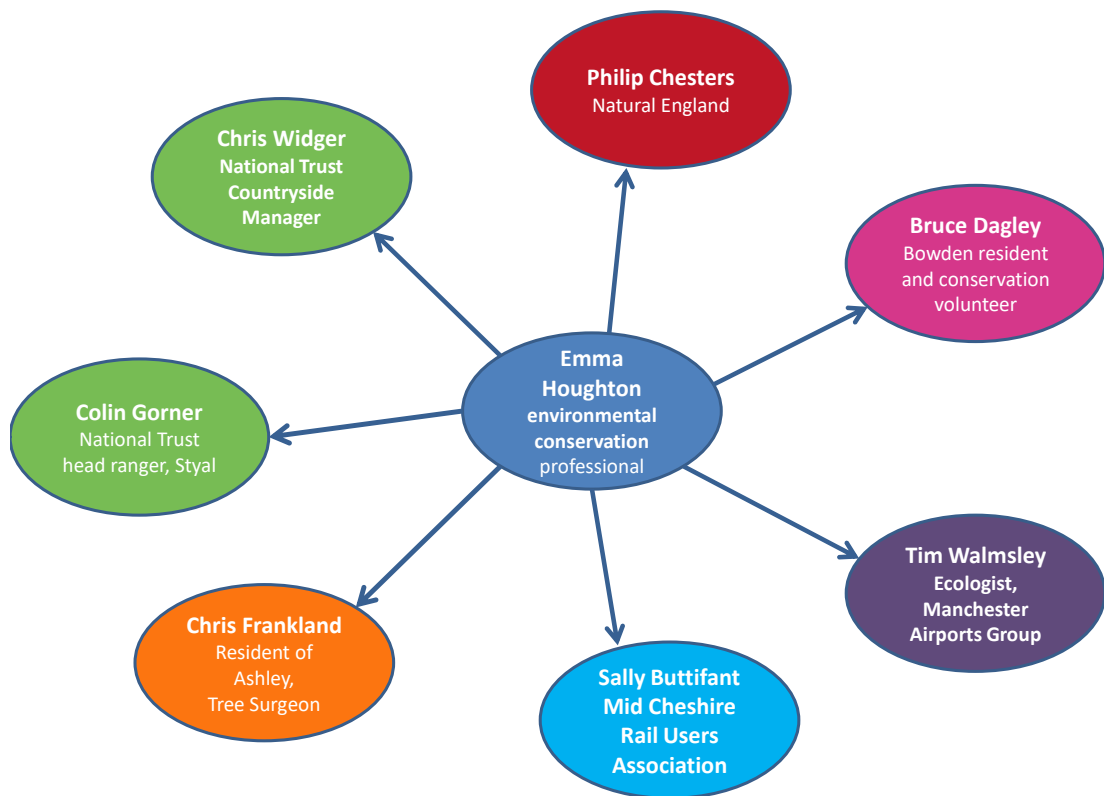 Philip Chesters
Natural England
Chris Widger
National Trust
Countryside
Manager
Bruce Dagley
Bowden resident
and conservation
volunteer
Emma
Houghton
environmental
conservation
professional
Colin Gorner
National Trust
head ranger, Styal
Tim Walmsley
Ecologist,
Manchester
Airports Group
Chris Frankland
Resident of
Ashley,
Tree Surgeon
Sally Buttifant
Mid Cheshire
Rail Users
Association